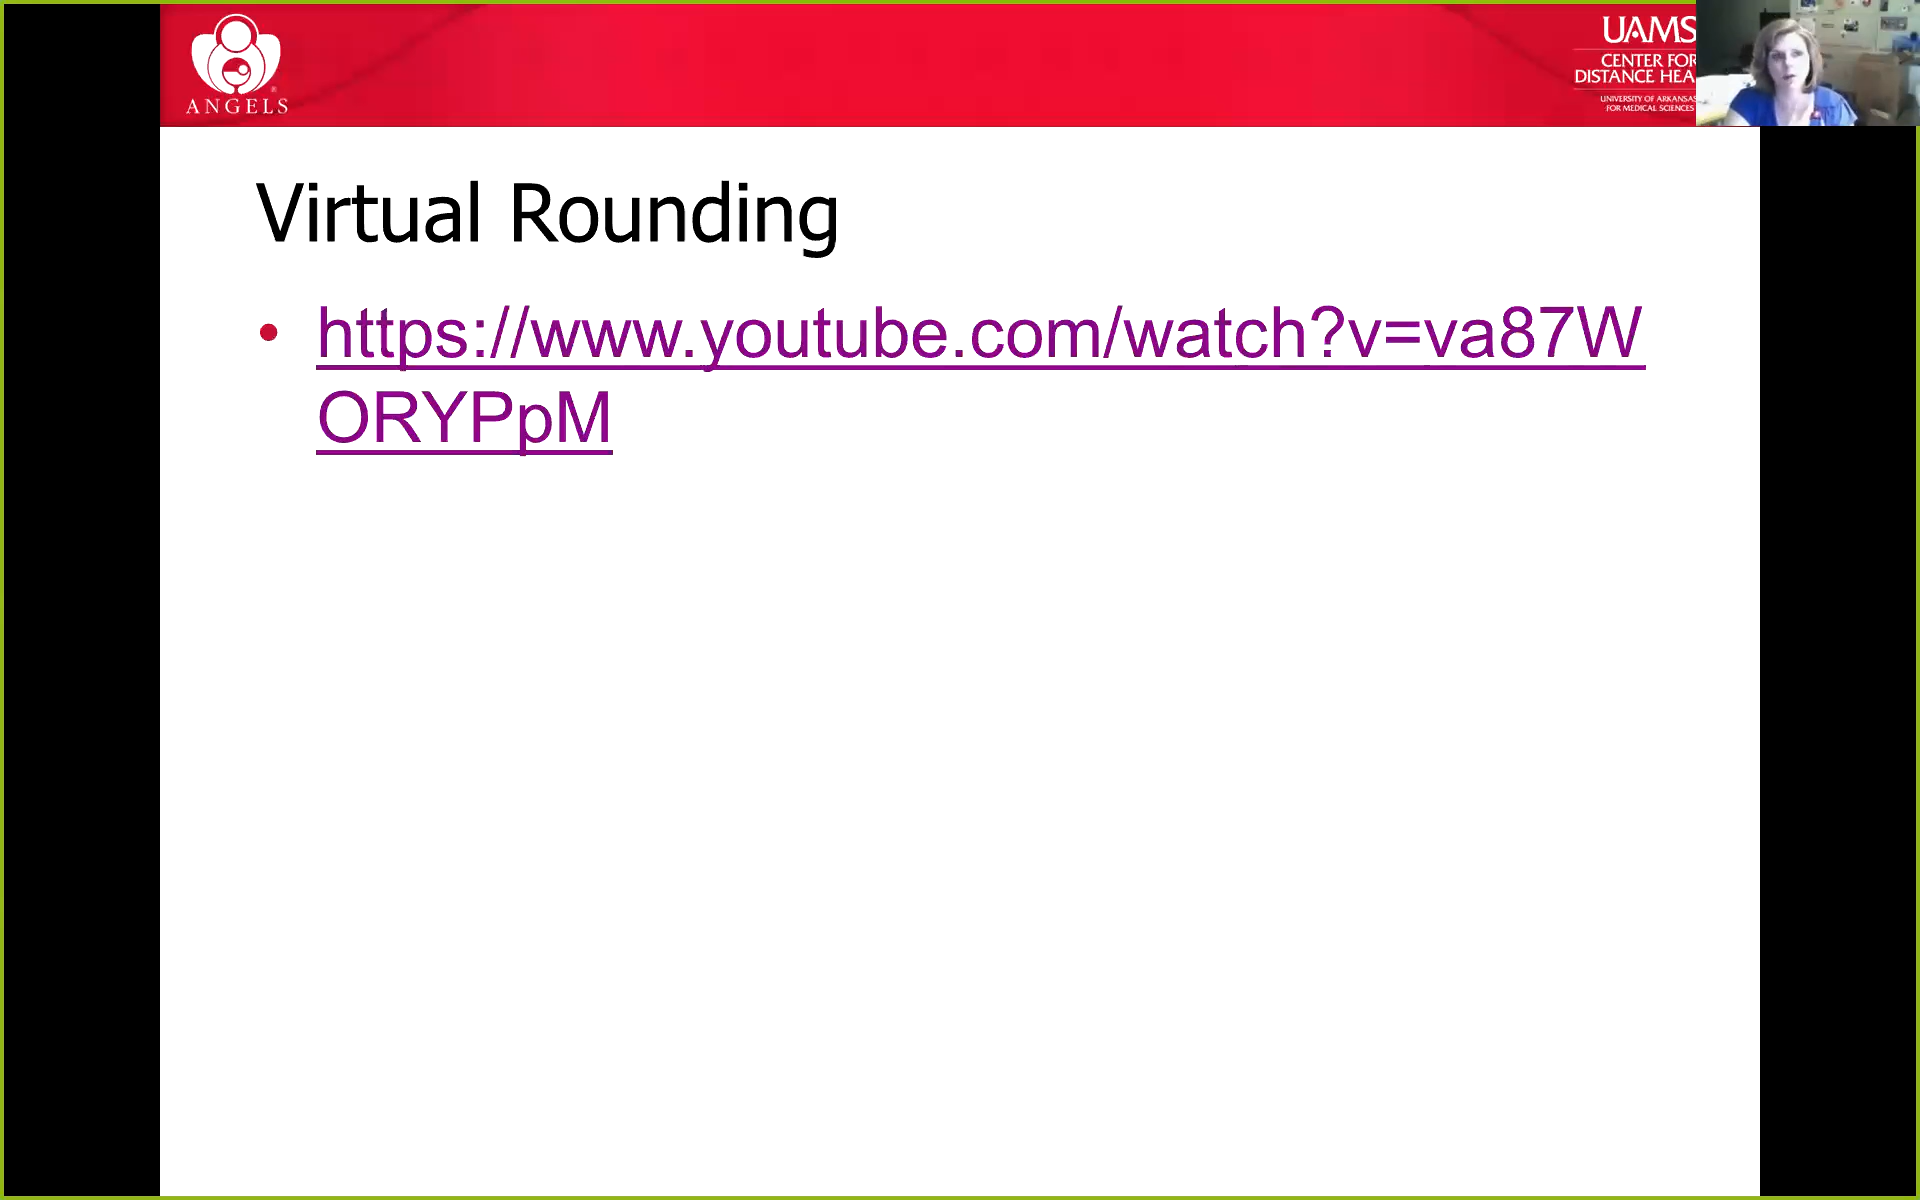 ANGELS
UAMS
CENTER FOR
DISTANCE HEA
UNIVERSITY OF ARKANSAS
FOR MEDICAL SCIENCES
Virtual Rounding
• https://www.youtube.com/watch?v=va87W
ORYPpM